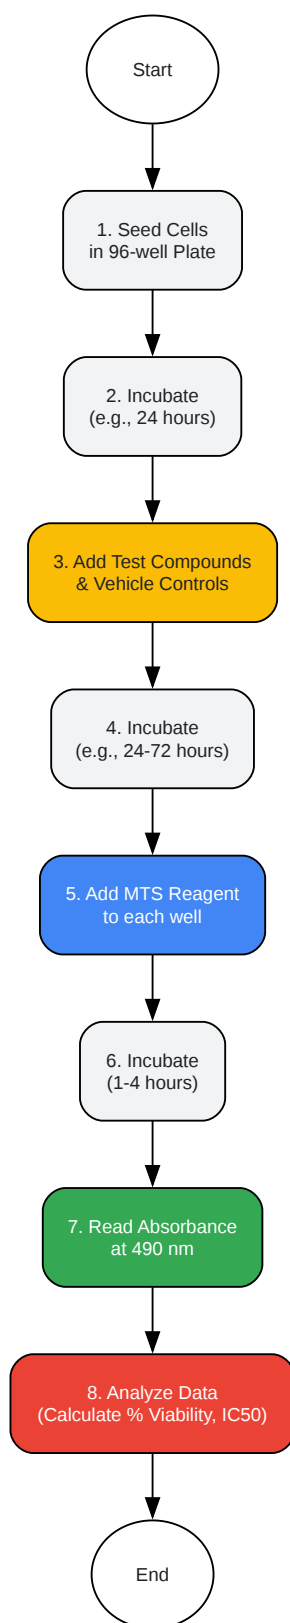 Start
1. Seed Cells
in 96-well Plate
2. Incubate
(e.g., 24 hours)
3. Add Test Compounds
& Vehicle Controls
4. Incubate
(e.g., 24-72 hours)
5. Add MTS Reagent
to each well
6. Incubate
(1-4 hours)
7. Read Absorbance
at 490 nm
8. Analyze Data
(Calculate % Viability, IC50)
End